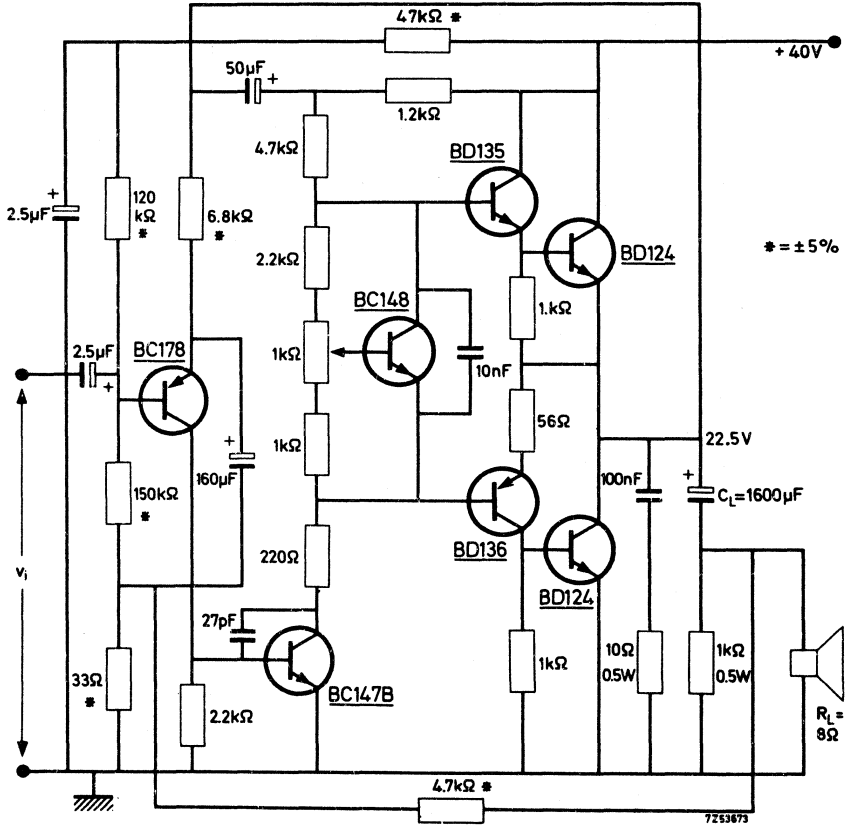 47kΩ *
+40V
50µF +
1.2kΩ
4.7kΩ
BD135
+
2.5µF
120
kΩ
*
6.8kΩ
*
2.2kΩ
BD124
* = ±5%
BC148
1.kΩ
2.5µF
+
BC178
1kΩ
10nF
56Ω
22.5V
1kΩ
+
160µF
150kΩ
*
100nF
+
CL=1600µF
BD136
220Ω
vi
BD124
27pF
33Ω
*
2.2kΩ
BC147B
1kΩ
10Ω
0.5W
1kΩ
0.5W
RL=
8Ω
4.7kΩ *
7Z53673